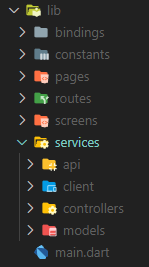 lib
bindings
constants
pages
routes
screens
services
api
client
controllers
models
main.dart